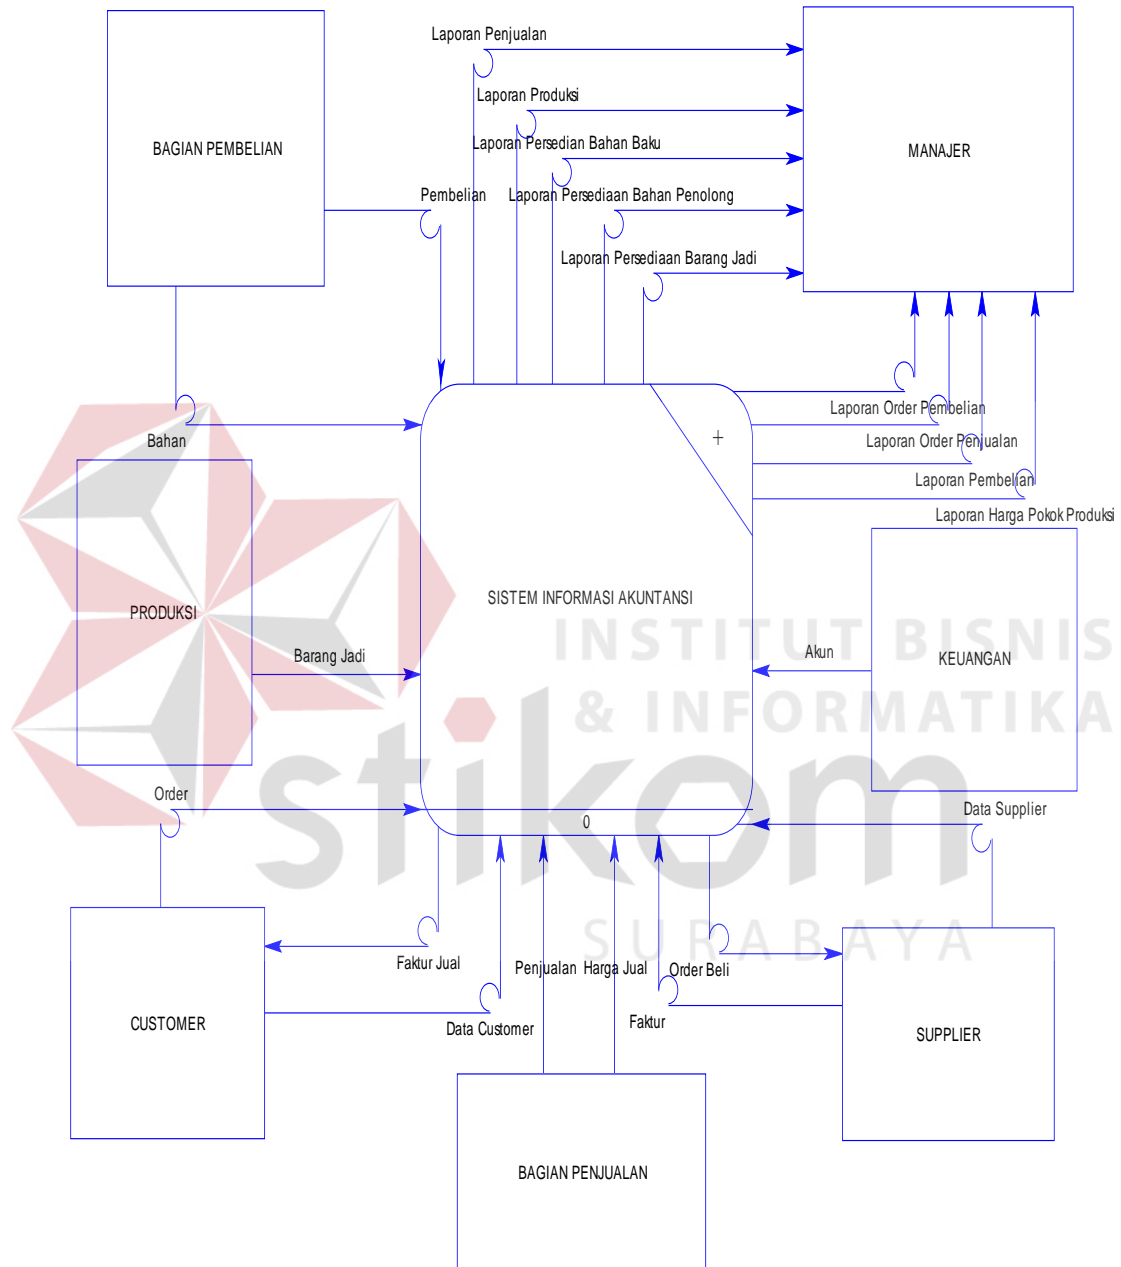 Laporan Penjualan
Laporan Produksi
BAGIAN PEMBELIAN
Laporan Persedian Bahan Baku
MANAJER
Pembelian
Laporan Persediaan Bahan Penolong
Laporan Persediaan Barang Jadi
Laporan Order Pembelian
Bahan
+
Laporan Order Penjualan
Laporan Pembelian
Laporan Harga Pokok Produksi
PRODUKSI
SISTEM INFORMASI AKUNTANSI
INSTITUT BISNIS
& INFORMATIKA
Barang Jadi
Akun
KEUANGAN
stikom
SURABAYA
Order
0
Data Supplier
Faktur Jual
Penjualan
Harga Jual
Order Beli
CUSTOMER
Data Customer
Faktur
SUPPLIER
BAGIAN PENJUALAN